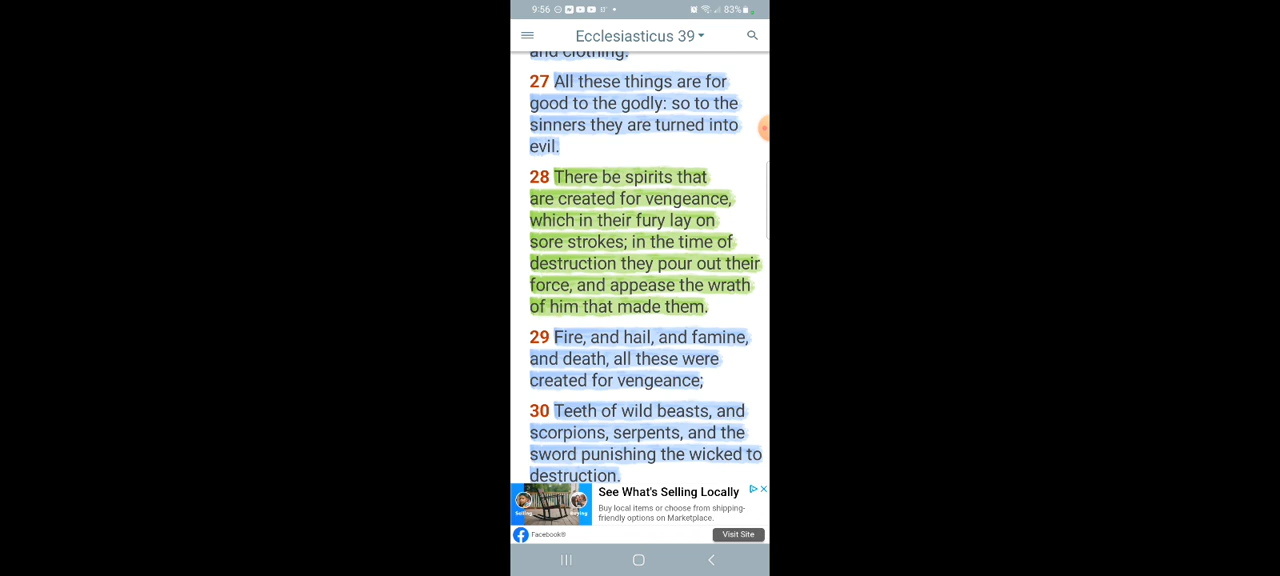 9:56
83%
Ecclesiasticus 39
and clothing.
27 All these things are for
good to the godly: so to the
sinners they are turned into
evil.
28 There be spirits that
are created for vengeance,
which in their fury lay on
sore strokes; in the time of
destruction they pour out their
force, and appease the wrath
of him that made them.
29 Fire, and hail, and famine,
and death, all these were
created for vengeance;
30 Teeth of wild beasts, and
scorpions, serpents, and the
sword punishing the wicked to
destruction.
Selling
Buying
See What's Selling Locally
Buy local items or choose from shipping-
friendly options on Marketplace.
Facebook®
Visit Site